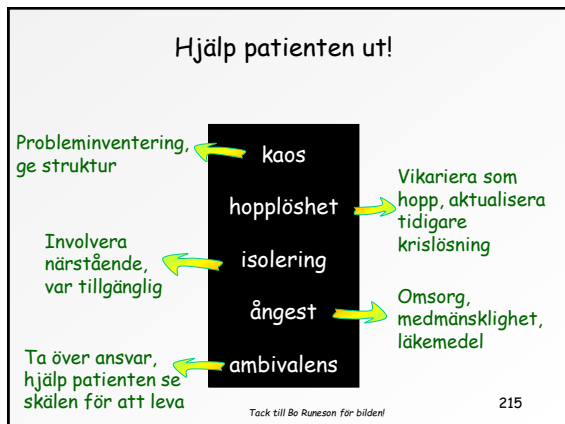 Hjälp patienten ut!
Probleminventering,
ge struktur
kaos
hopplöshet
Vikariera som
hopp, aktualisera
tidigare
krislösning
Involvera
närstående,
var tillgänglig
isolering
ångest
Omsorg,
medmänsklighet,
läkemedel
Ta över ansvar,
hjälp patienten se
skälen för att leva
ambivalens
Tack till Bo Runeson för bilden!
215